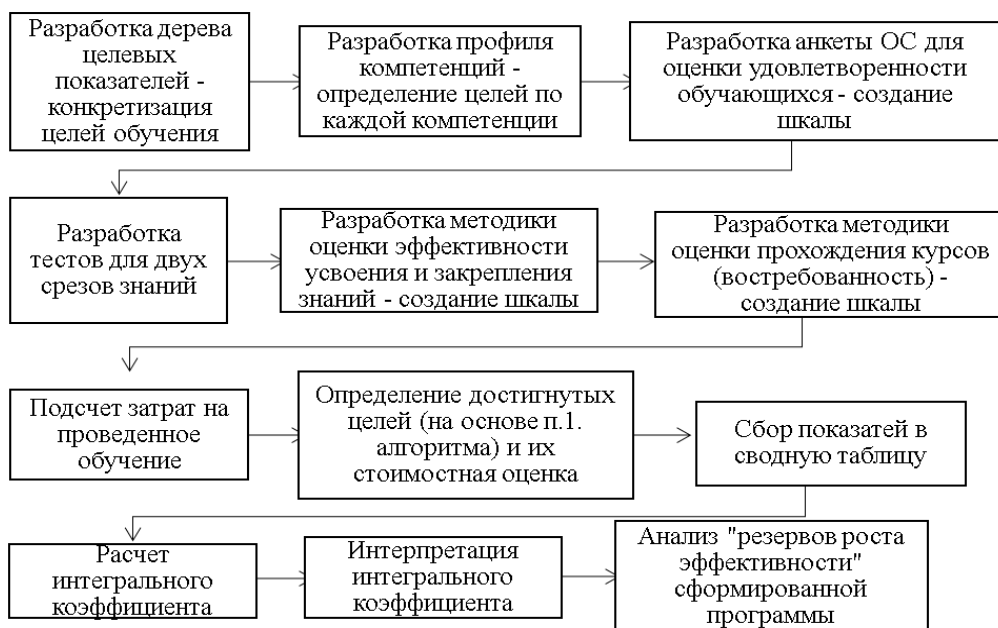 Разработка дерева
целевых
показателей -
конкретизация
целей обучения
Разработка профиля
компетенций -
определение целей по
каждой компетенции
Разработка анкеты ОС для
оценки удовлетворенности
обучающихся - создание
шкалы
Разработка
тестов для двух
срезов знаний
Разработка методики
оценки эффективности
усвоения и закрепления
знаний - создание шкалы
Разработка методики
оценки прохождения курсов
(востребованность) -
создание шкалы
Подсчет затрат на
проведенное
обучение
Определение достигнутых
целей (на основе п.1.
алгоритма) и их
стоимостная оценка
Сбор показатей в
сводную таблицу
Расчет
интегрального
коэффициента
Интерпретация
интегрального
коэффициента
Анализ "резервов роста
эффективности"
сформированной
программы